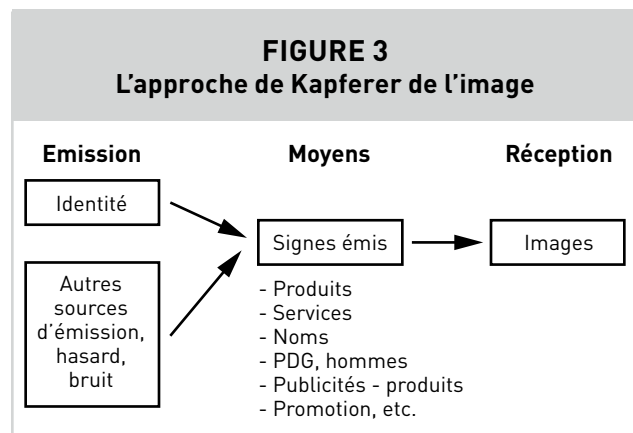 FIGURE 3
L'approche de Kapferer de l'image
Emission
Moyens
Réception
Identité
Signes émis
Images
Autres
sources
d'émission,
hasard,
bruit
- Produits
- Services
- Noms
- PDG, hommes
- Publicités - produits
- Promotion, etc.